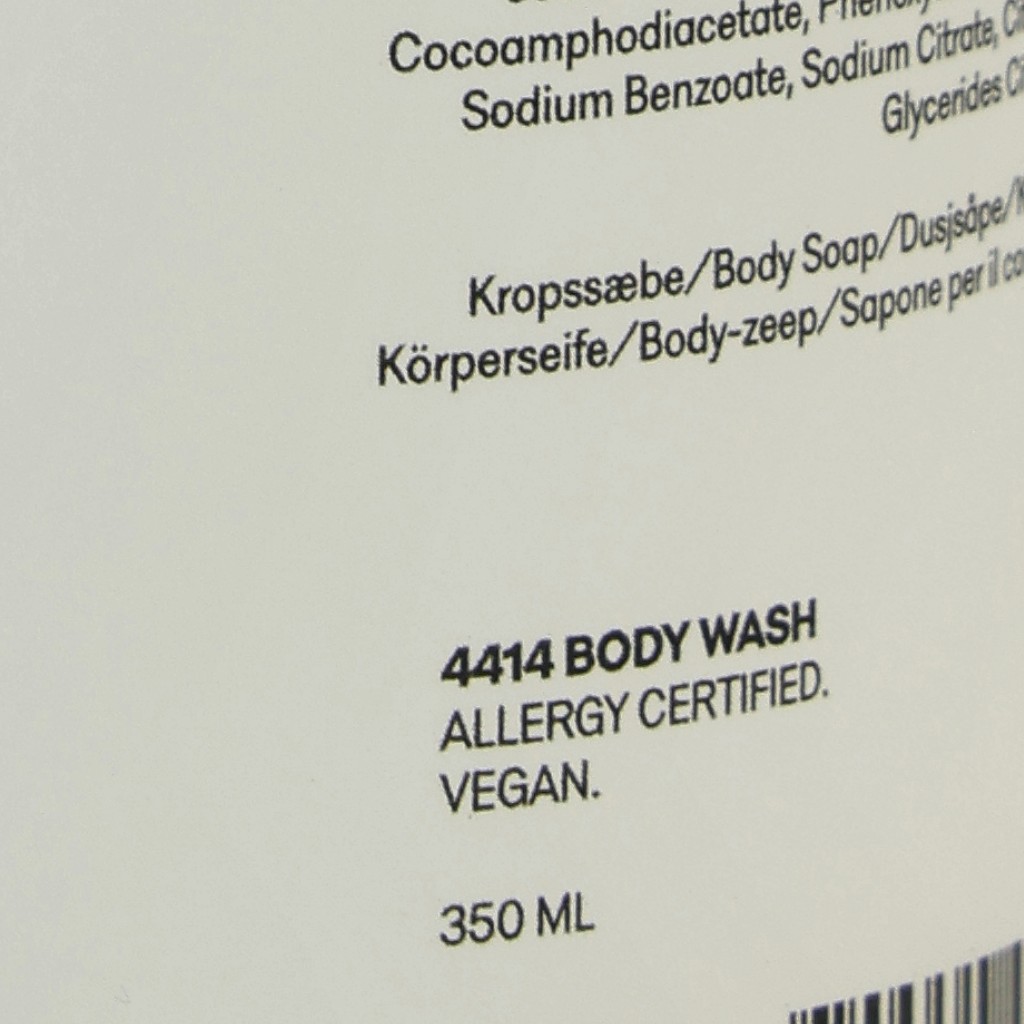 Cocoamphodiacetate,
Sodium Benzoate, Sodium Citrate,
Glycerides
Kropssæbe/Body Soap/Dusjsåpe/
Körperseife/Body-zeep/Sapone per il
4414 BODY WASH
ALLERGY CERTIFIED.
VEGAN.
350 ML